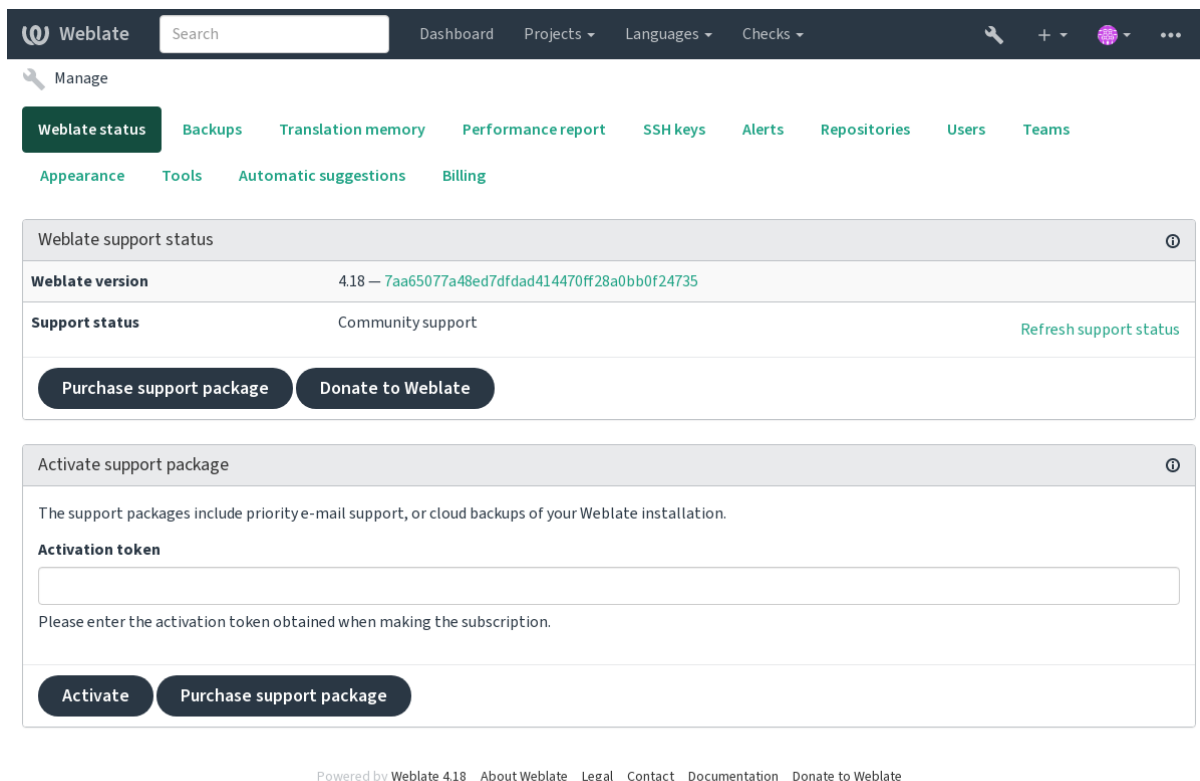 Weblate Search Dashboard Projects Languages Checks
Manage
Weblate status Backups Translation memory Performance report SSH keys Alerts Repositories Users Teams
Appearance Tools Automatic suggestions Billing
Weblate support status
Weblate version 4.18 — 7aa65077a48ed7dfdad414470ff28a0bb0f24735
Support status Community support Refresh support status
Purchase support package Donate to Weblate
Activate support package
The support packages include priority e-mail support, or cloud backups of your Weblate installation.
Activation token
Please enter the activation token obtained when making the subscription.
Activate Purchase support package
Powered by Weblate 4.18 About Weblate Legal Contact Documentation Donate to Weblate